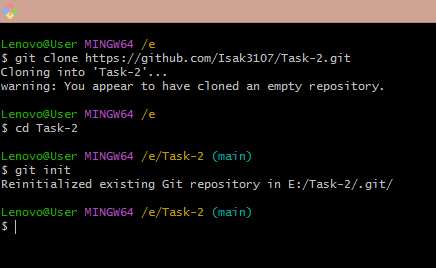 Lenovo@User MINGW64 /e
$ git clone https://github.com/Isak3107/Task-2.git
Cloning into 'Task-2'...
warning: You appear to have cloned an empty repository.
Lenovo@User MINGW64 /e
$ cd Task-2
Lenovo@User MINGW64 /e/Task-2 (main)
$ git init
Reinitialized existing Git repository in E:/Task-2/.git/
Lenovo@User MINGW64 /e/Task-2 (main)
$